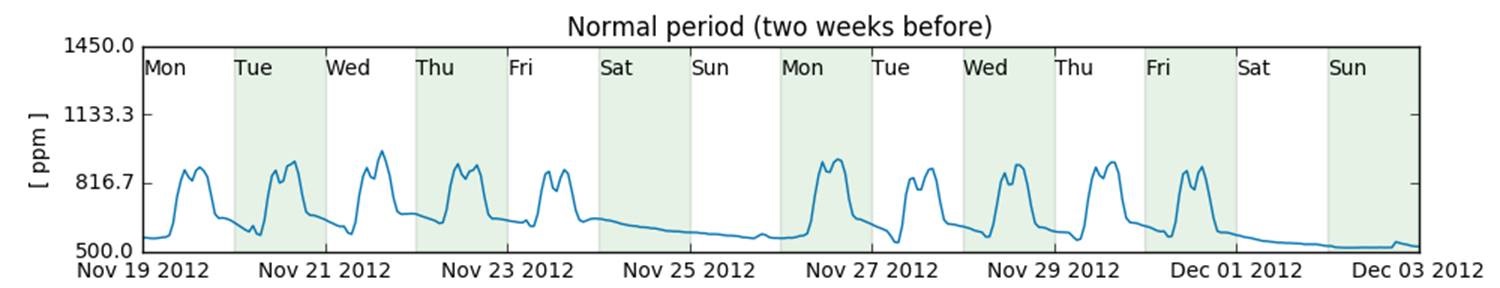 Normal period (two weeks before)
1450.0
Mon Tue Wed Thu Fri Sat Sun Mon Tue Wed Thu Fri Sat Sun
1133.3
[ ppm ]
816.7
500.0
Nov 19 2012 Nov 21 2012 Nov 23 2012 Nov 25 2012 Nov 27 2012 Nov 29 2012 Dec 01 2012 Dec 03 2012